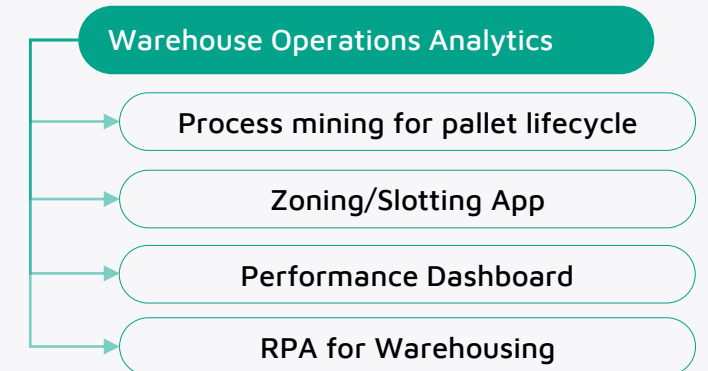 Warehouse Operations Analytics
Process mining for pallet lifecycle
Zoning/Slotting App
Performance Dashboard
RPA for Warehousing